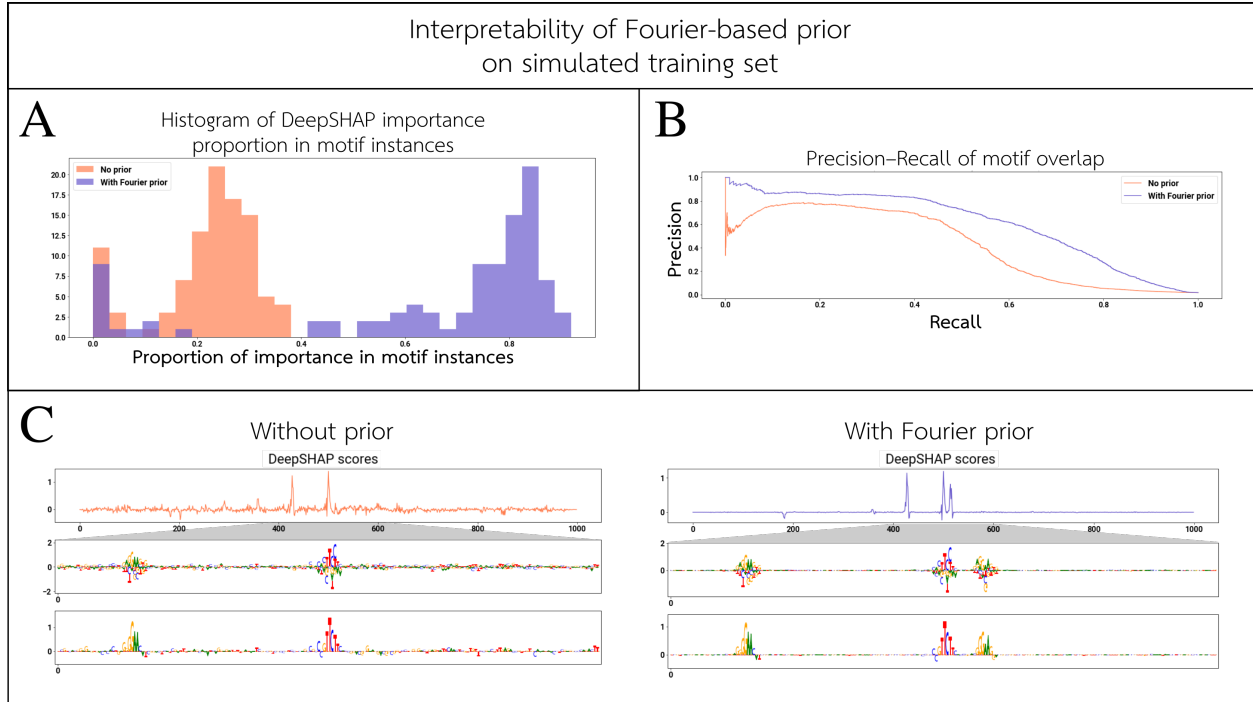 Interpretability of Fourier-based prior
on simulated training set
A
Histogram of DeepSHAP importance
proportion in motif instances
No prior
With Fourier prior
20.0
17.5
15.0
12.5
10.0
7.5
5.0
2.5
0.0
0.0 0.2 0.4 0.6 0.8
Proportion of importance in motif instances
B
Precision–Recall of motif overlap
No prior
With Fourier prior
Precision
1.0
0.8
0.6
0.4
0.2
0.0
0.0 0.2 0.4 0.6 0.8 1.0
Recall
C
Without prior
DeepSHAP scores
1
0
0 200 400 600 800 1000
2
0
−2
0
1
0
0
With Fourier prior
DeepSHAP scores
1
0
0 200 400 600 800 1000
2
0
0
1
0
0